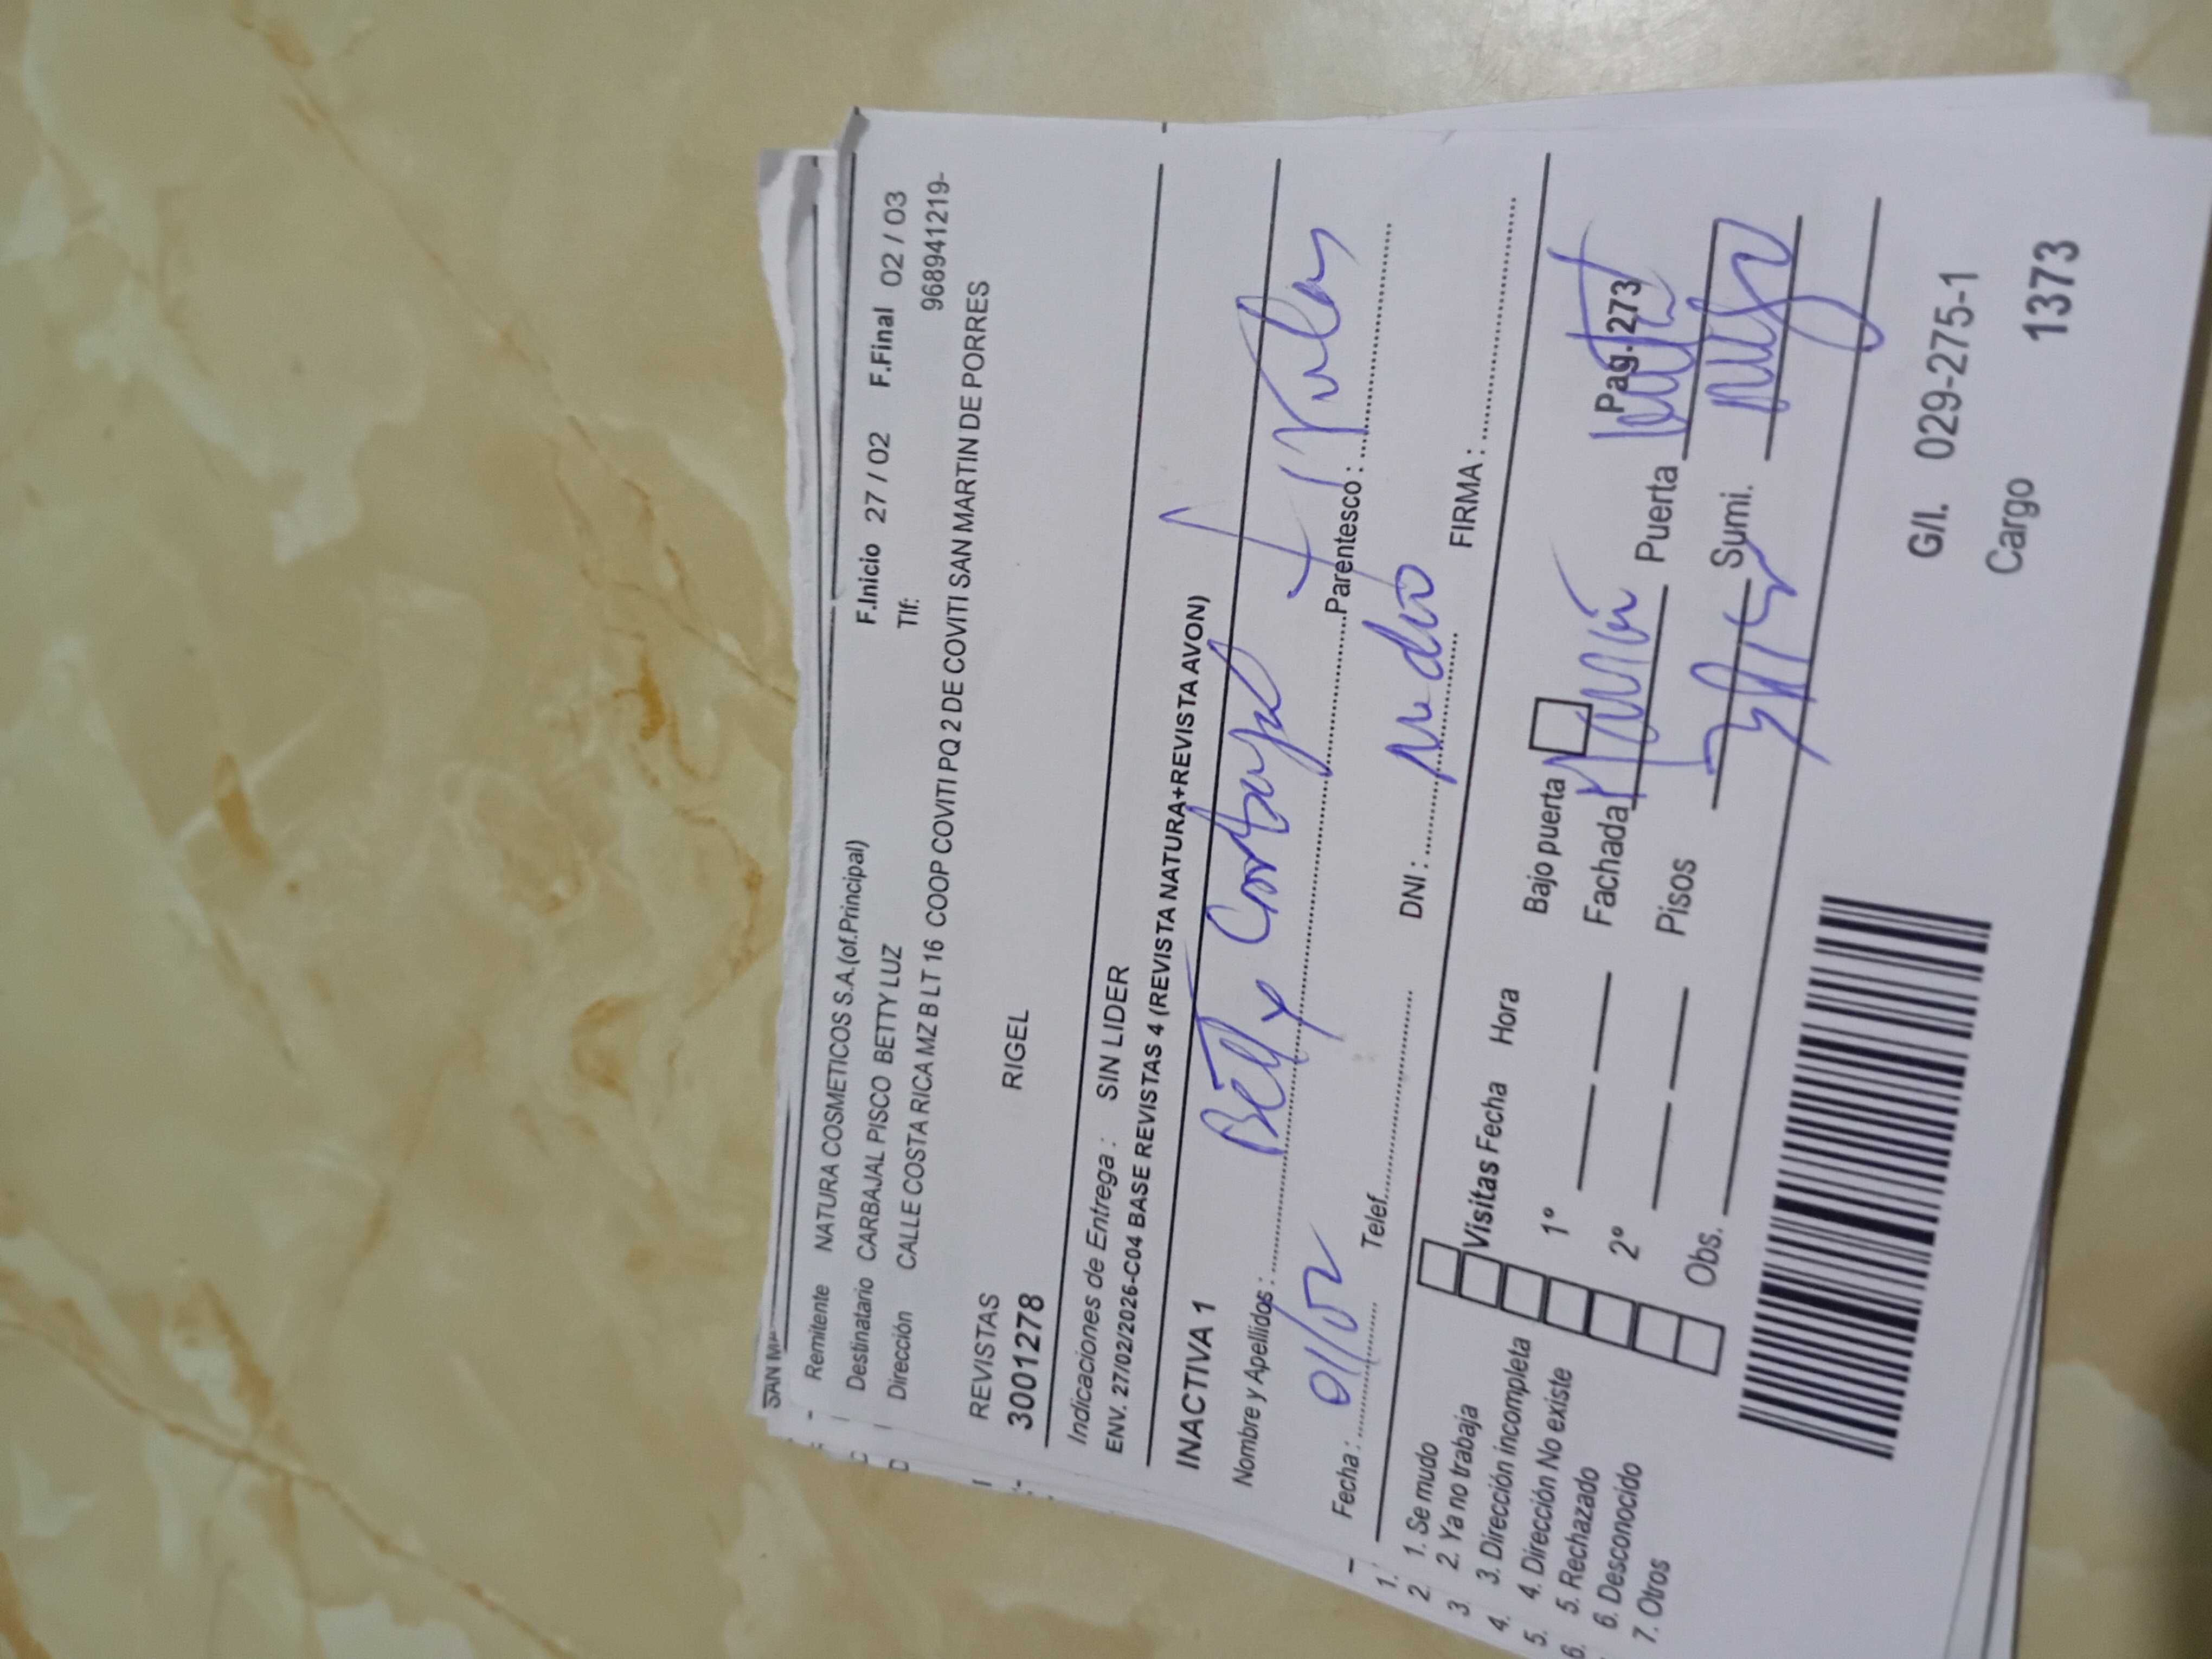 SAN MA
Remitente NATURA COSMETICOS S.A.(of.Principal)
Destinatario CARBAJAL PISCO BETTY LUZ F.Inicio 27 / 02 F.Final 02 / 03
Dirección Tlf: 968941219-
CALLE COSTA RICA MZ B LT 16 COOP COVITI PQ 2 DE COVITI SAN MARTIN DE PORRES
REVISTAS RIGEL
3001278
Indicaciones de Entrega : SIN LIDER
ENV. 27/02/2026-C04 BASE REVISTAS 4 (REVISTA NATURA+REVISTA AVON)
INACTIVA 1
Nombre y Apellidos : Betty Parentesco :
Fecha : Telef. DNI : FIRMA :
1. Se mudo
2. Ya no trabaja
3. Dirección incompleta
4. Dirección No existe
5. Rechazado
6. Desconocido
7. Otros
Visitas Fecha Hora Bajo puerta Pag. 273
1º Fachada Puerta
2º Pisos Sumi.
Obs.
G/I. 029-275-1
Cargo 1373